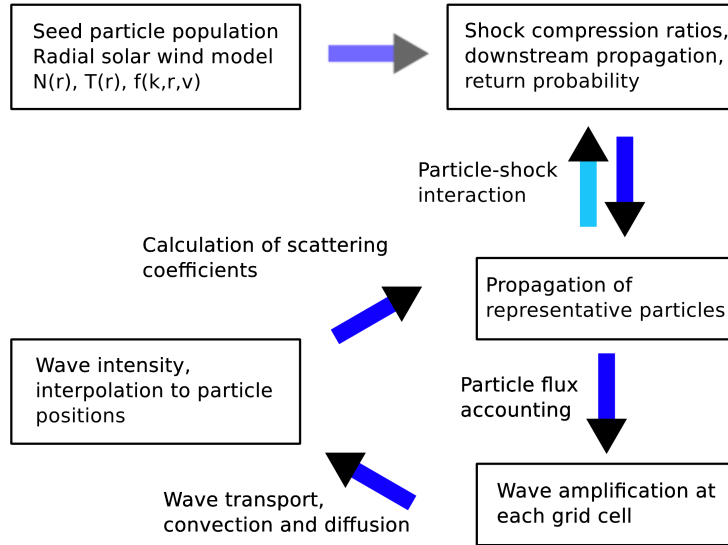 Seed particle population
Radial solar wind model
N(r), T(r), f(k,r,v)
Shock compression ratios,
downstream propagation,
return probability
Particle-shock
interaction
Calculation of scattering
coefficients
Propagation of
representative particles
Wave intensity,
interpolation to particle
positions
Particle flux
accounting
Wave transport,
convection and diffusion
Wave amplification at
each grid cell